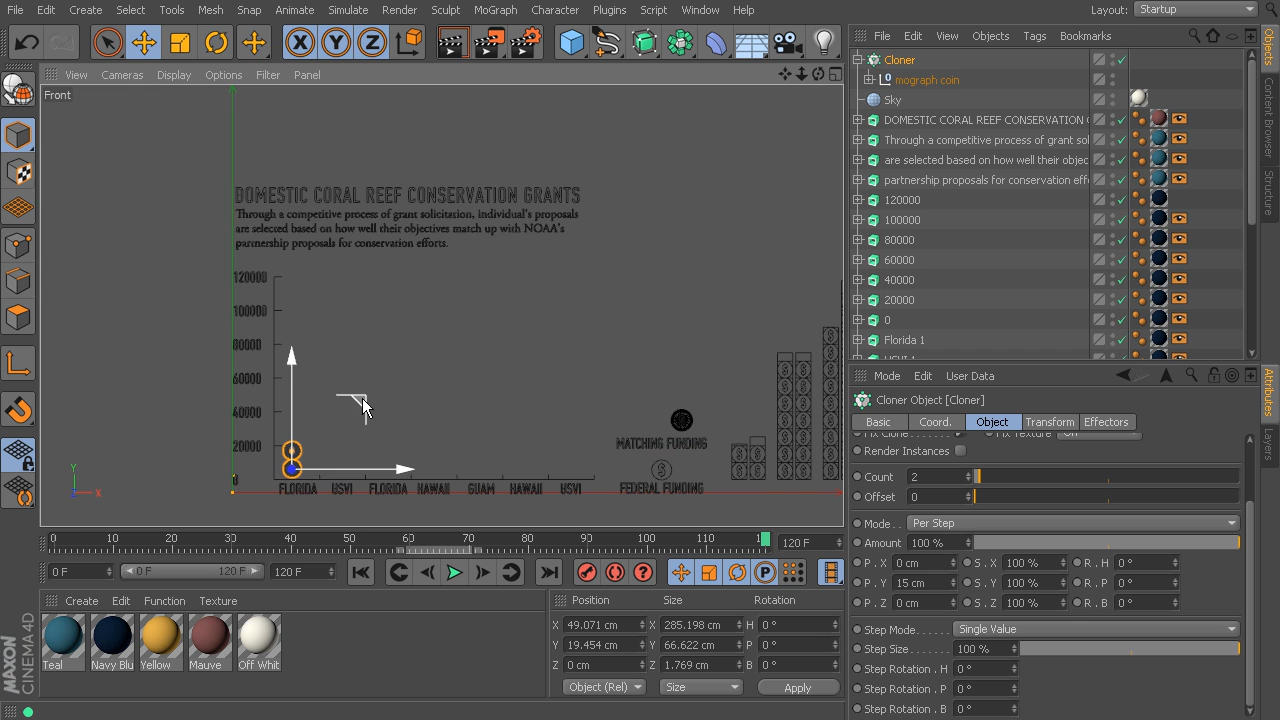 File Edit Create Select Tools Mesh Snap Animate Simulate Render Sculpt MoGraph Character Plugins Script Window Help Layout: Startup
File Edit View Objects Tags Bookmarks
View Cameras Display Options Filter Panel
Front
Cloner
mograph coin
Sky
DOMESTIC CORAL REEF CONSERVATION
Through a competitive process of grant sol
are selected based on how well their objec
partnership proposals for conservation effo
120000
100000
80000
60000
40000
20000
0
Florida 1
USVI 1
Objects
Content Browser
Structure
DOMESTIC CORAL REEF CONSERVATION GRANTS
Through a competitive process of grant solicitation, individual's proposals
are selected based on how well their objectives match up with NOAA's
partnership proposals for conservation efforts.
120000
100000
80000
60000
40000
20000
0
FLORIDA USVI FLORIDA HAWAII GUAM HAWAII USVI
MATCHING FUNDING
FEDERAL FUNDING
Y
X
Mode Edit User Data
Cloner Object [Cloner]
Basic Coord. Object Transform Effectors
Fix Clone Fix Texture Off
Render Instances
Count 2
Offset 0
Mode Per Step
Amount 100 %
P . X 0 cm S . X 100 % R . H 0 °
P . Y 15 cm S . Y 100 % R . P 0 °
P . Z 0 cm S . Z 100 % R . B 0 °
Step Mode Single Value
Step Size 100 %
Step Rotation . H 0 °
Step Rotation . P 0 °
Step Rotation . B 0 °
Attributes
Layers
0 10 20 30 40 50 60 70 80 90 100 110 120 F
0 F 0 F 120 F 120 F
Create Edit Function Texture
Teal Navy Blu Yellow Mauve Off Whit
Position Size Rotation
X 49.071 cm X 285.198 cm H 0 °
Y 19.454 cm Y 66.622 cm P 0 °
Z 0 cm Z 1.769 cm B 0 °
Object (Rel) Size Apply
MAXON
CINEMA 4D